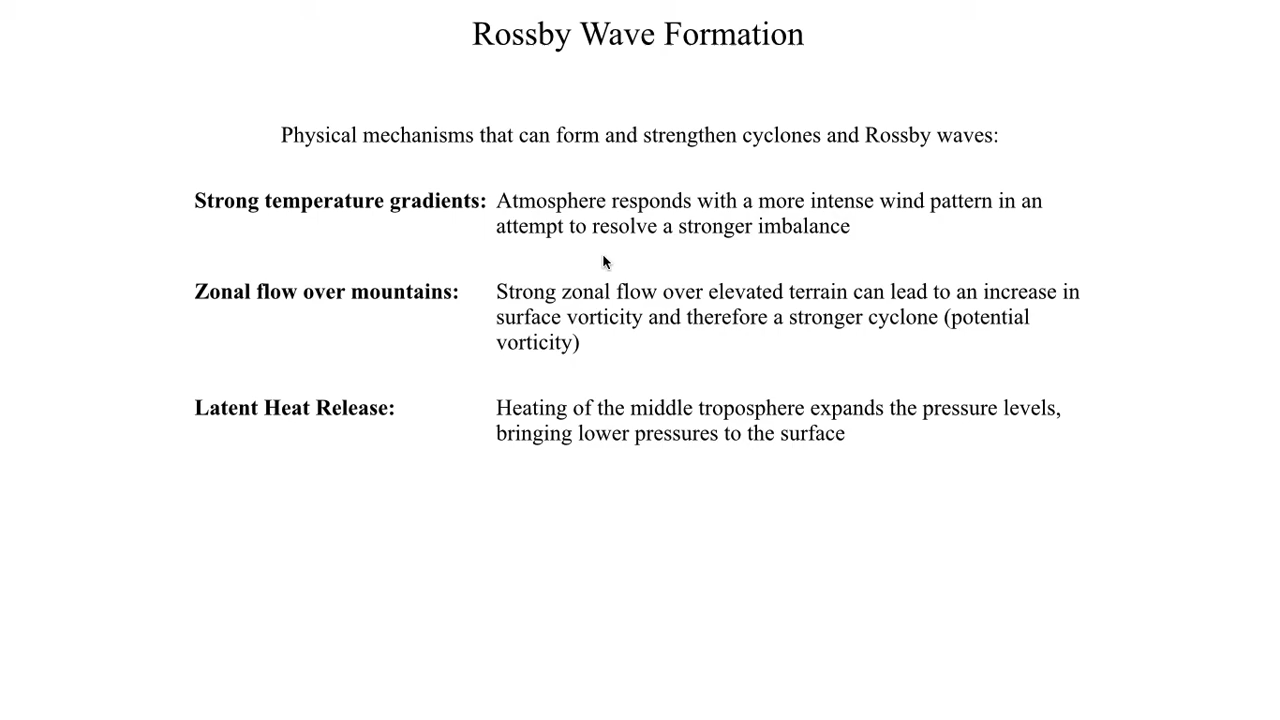 Rossby Wave Formation
Physical mechanisms that can form and strengthen cyclones and Rossby waves:
Strong temperature gradients: Atmosphere responds with a more intense wind pattern in an
attempt to resolve a stronger imbalance
Zonal flow over mountains: Strong zonal flow over elevated terrain can lead to an increase in
surface vorticity and therefore a stronger cyclone (potential
vorticity)
Latent Heat Release: Heating of the middle troposphere expands the pressure levels,
bringing lower pressures to the surface